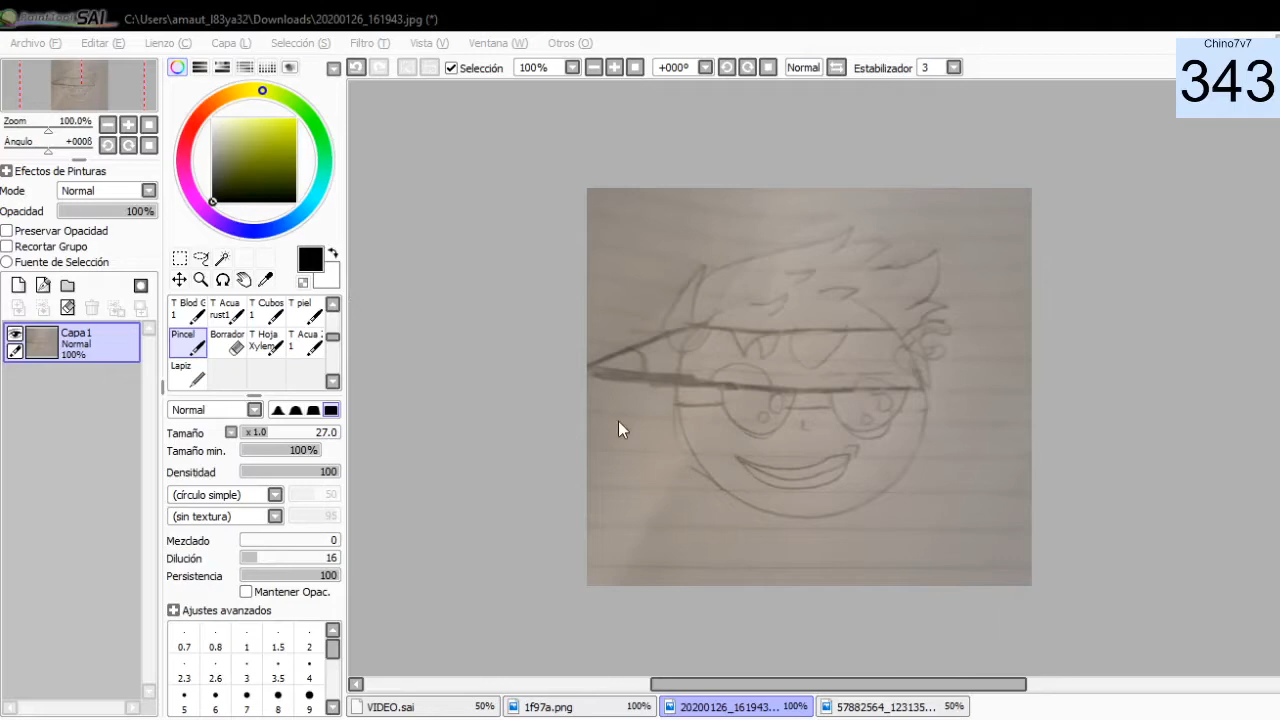 PaintTool SAI C:\Users\amaut_l83ya32\Downloads\20200126_161943.jpg (*)
Archivo (F) Editar (E) Lienzo (C) Capa (L) Selección (S) Filtro (T) Vista (V) Ventana (W) Otros (O)
Chino7v7
343
Selección 100% +000º Normal Estabilizador 3
Zoom 100.0%
Ángulo +000ß
Efectos de Pinturas
Mode Normal
Opacidad 100%
Preservar Opacidad
Recortar Grupo
Fuente de Selección
Capa1
Normal
100%
T Blod G 1 T Acua rust1 T Cubos 1 T piel
Pincel Borrador T Hoja Xylem T Acua 2 1
Lapiz
Normal
Tamaño x 1.0 27.0
Tamaño min. 100%
Densitidad 100
(círculo simple) 50
(sin textura) 95
Mezclado 0
Dilución 16
Persistencia 100
Mantener Opac.
Ajustes avanzados
0.7 0.8 1 1.5 2
2.3 2.6 3 3.5 4
5 6 7 8 9
VIDEO.sai 50% 1f97a.png 100% 20200126_161943... 100% 57882564_123135... 50%